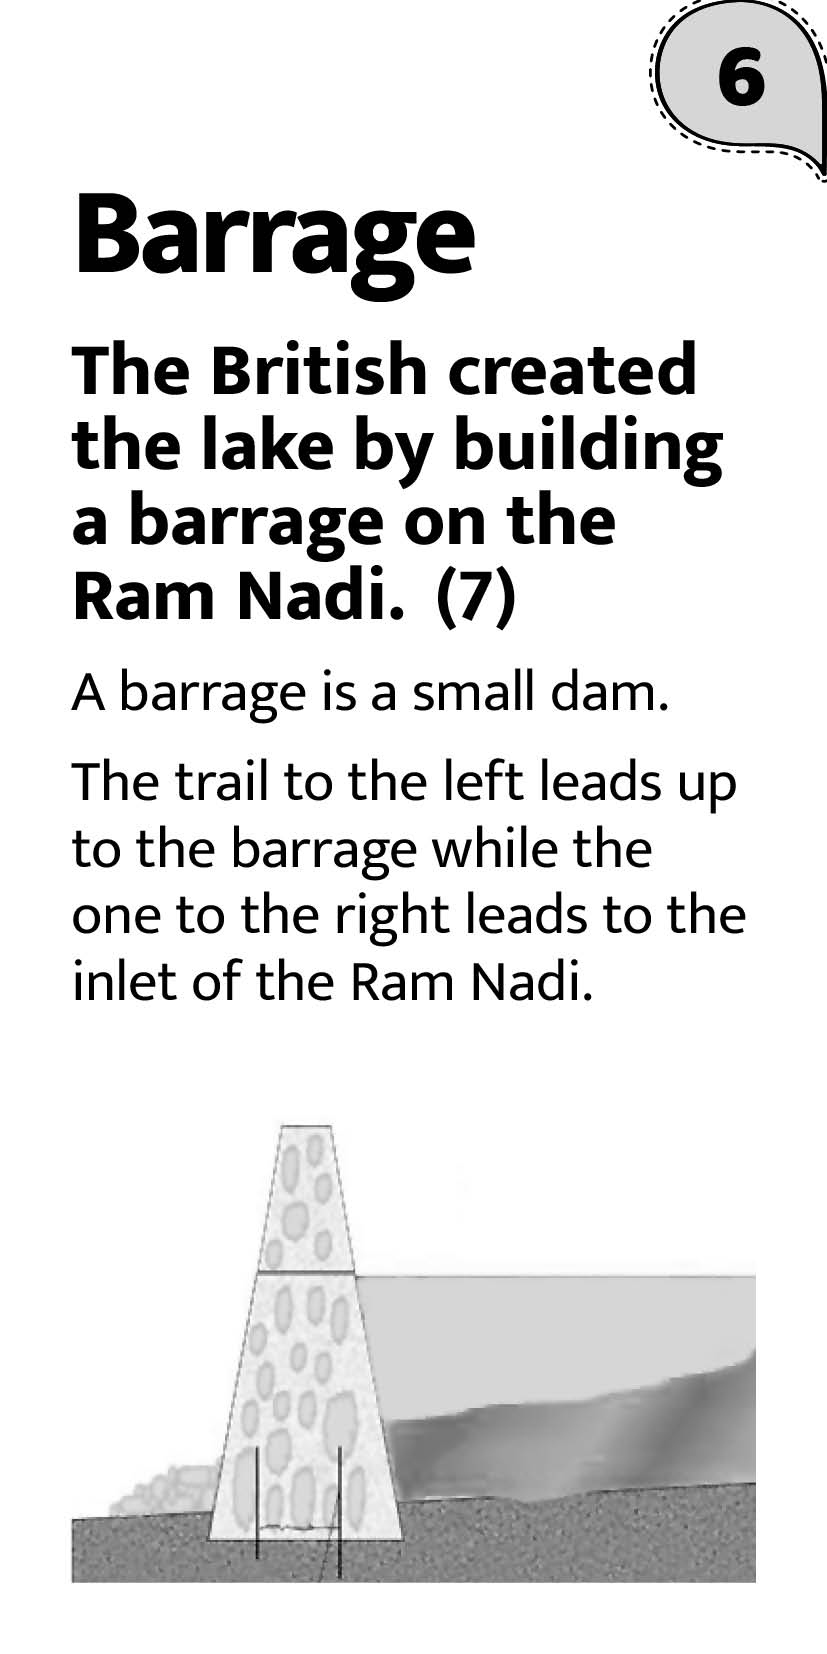 6
Barrage
The British created
the lake by building
a barrage on the
Ram Nadi. (7)
A barrage is a small dam.
The trail to the left leads up
to the barrage while the
one to the right leads to the
inlet of the Ram Nadi.